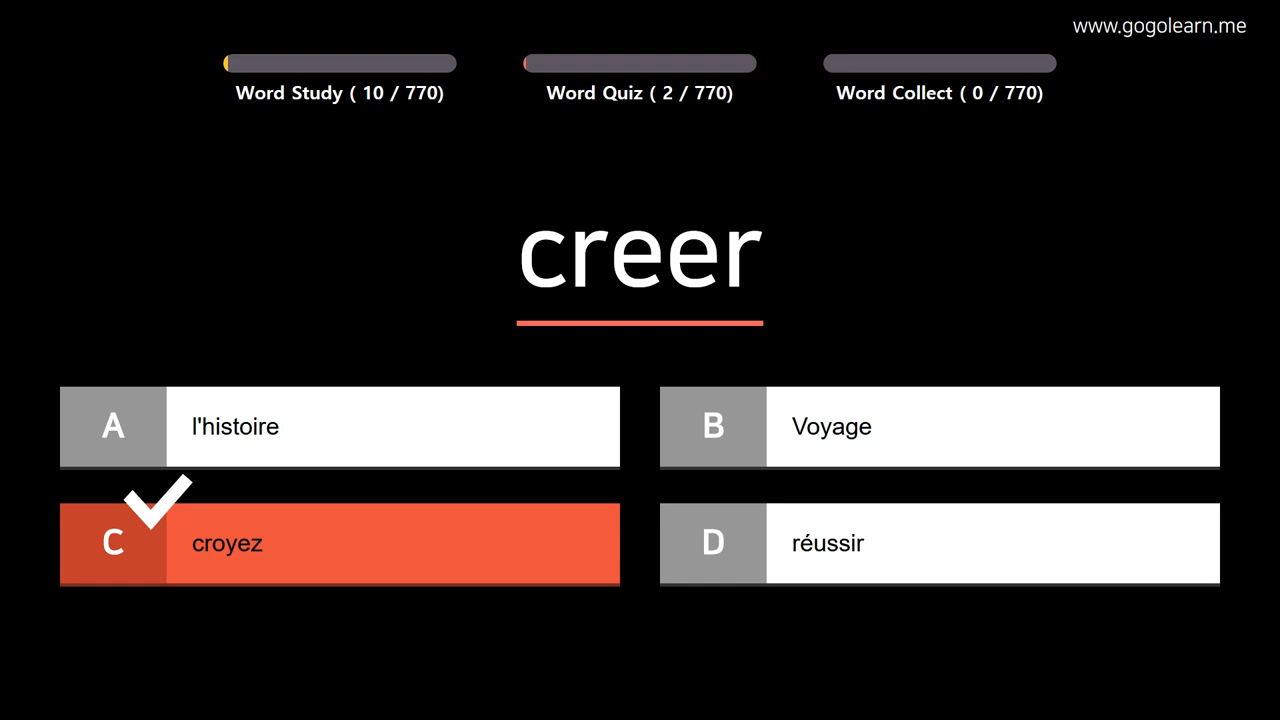 www.gogolearn.me
Word Study ( 10 / 770)
Word Quiz ( 2 / 770)
Word Collect ( 0 / 770)
creer
A l'histoire
B Voyage
C croyez
D réussir